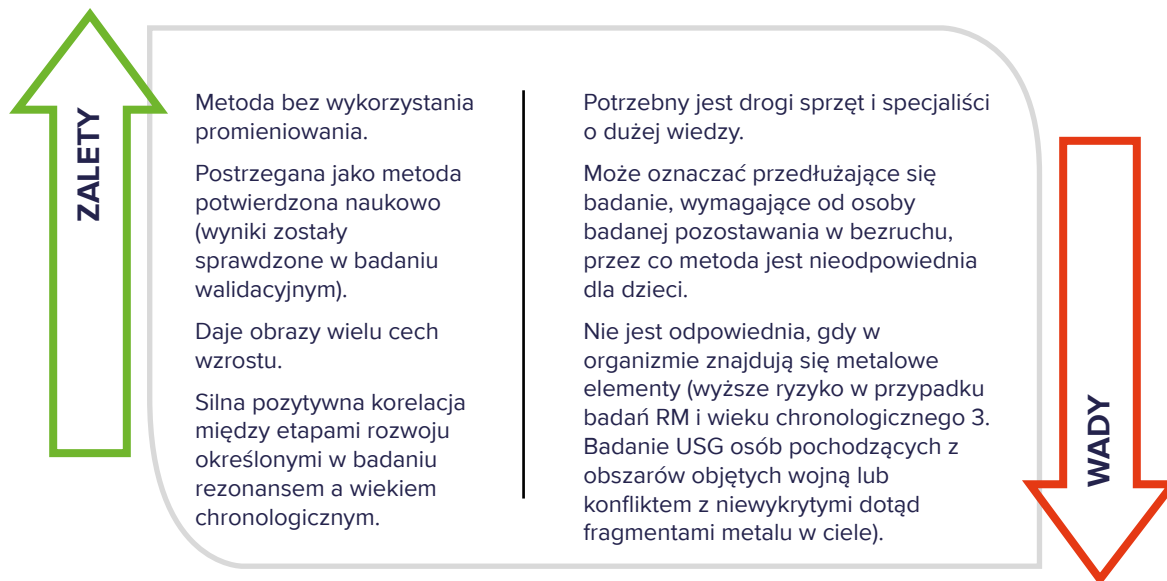 ZALETY
Metoda bez wykorzystania
promieniowania.
Postrzegana jako metoda
potwierdzona naukowo
(wyniki zostały
sprawdzone w badaniu
walidacyjnym).
Daje obrazy wielu cech
wzrostu.
Silna pozytywna korelacja
między etapami rozwoju
określonymi w badaniu
rezonansem a wiekiem
chronologicznym.
Potrzebny jest drogi sprzęt i specjaliści
o dużej wiedzy.
Może oznaczać przedłużające się
badanie, wymagające od osoby
badanej pozostawania w bezruchu,
przez co metoda jest nieodpowiednia
dla dzieci.
Nie jest odpowiednia, gdy w
organizmie znajdują się metalowe
elementy (wyższe ryzyko w przypadku
badań RM i wieku chronologicznego 3.
Badanie USG osób pochodzących z
obszarów objętych wojną lub
konfliktem z niewykrytymi dotąd
fragmentami metalu w ciele).
WADY